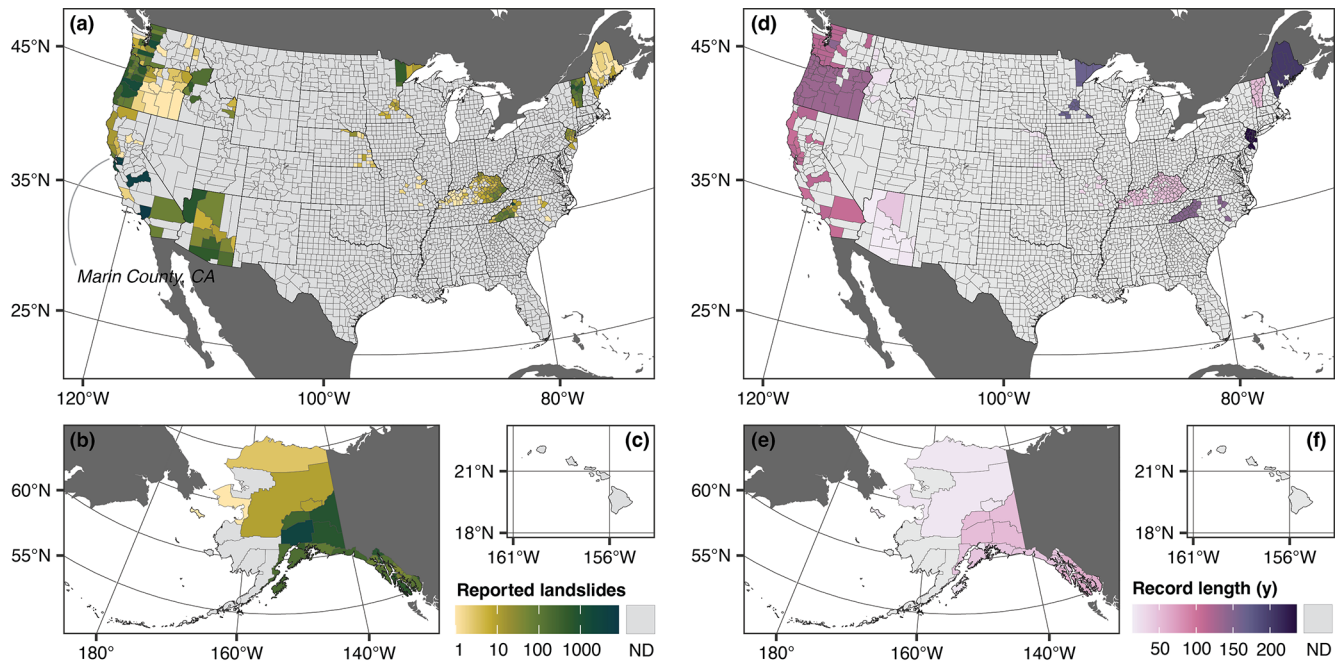 (a)
45°N
35°N
25°N
Marin County, CA
120°W 100°W 80°W
(d)
45°N
35°N
25°N
120°W 100°W 80°W
(b)
60°N
55°N
180° 160°W 140°W
(c)
21°N
18°N
161°W 156°W
Reported landslides
1 10 100 1000 ND
(e)
60°N
55°N
180° 160°W 140°W
(f)
21°N
18°N
161°W 156°W
Record length (y)
50 100 150 200 ND